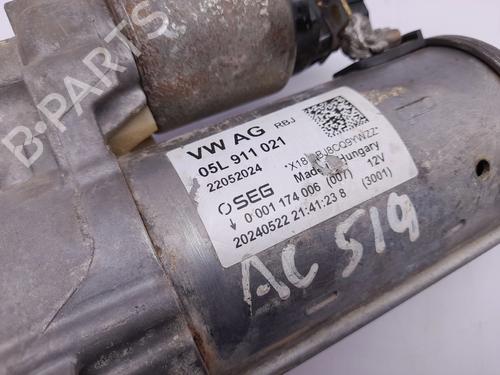 B-PARTS
VW AG RBJ
05L 911 021
22052024
Made in Hungary
SEG
0 001 174 006 (007) 12V
20240522 21:41:23 8 (3001)
AC 519